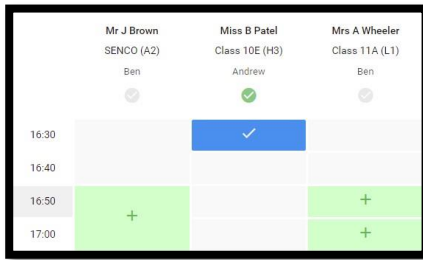 Mr J Brown Miss B Patel Mrs A Wheeler
SENCO (A2) Class 10E (H3) Class 11A (L1)
Ben Andrew Ben
16:30
16:40
16:50 +
+
17:00 +